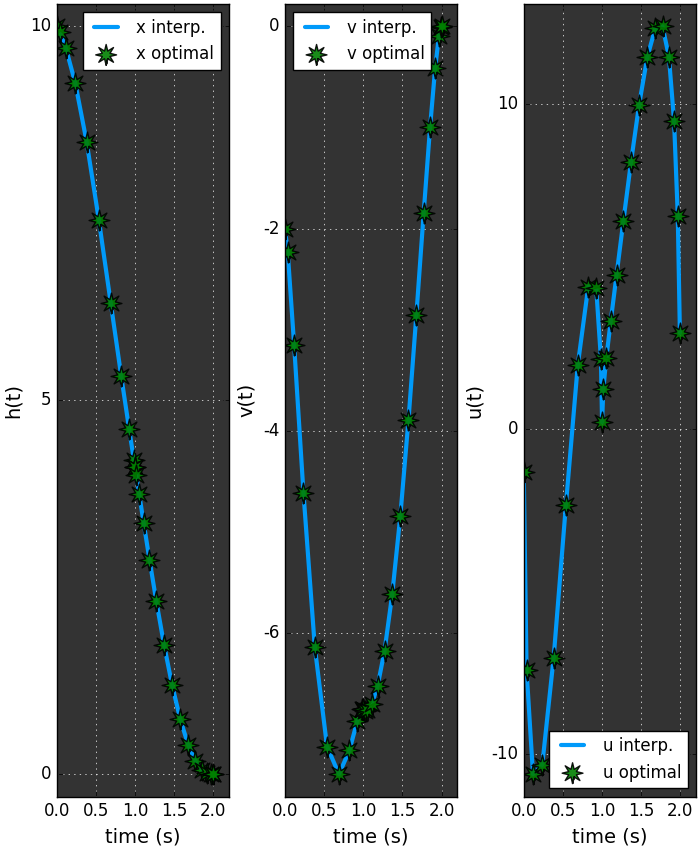 x interp.
x optimal
10
5
0
h(t)
0.0 0.5 1.0 1.5 2.0
time (s)
v interp.
v optimal
0
-2
-4
-6
v(t)
0.0 0.5 1.0 1.5 2.0
time (s)
10
0
-10
u(t)
u interp.
u optimal
0.0 0.5 1.0 1.5 2.0
time (s)